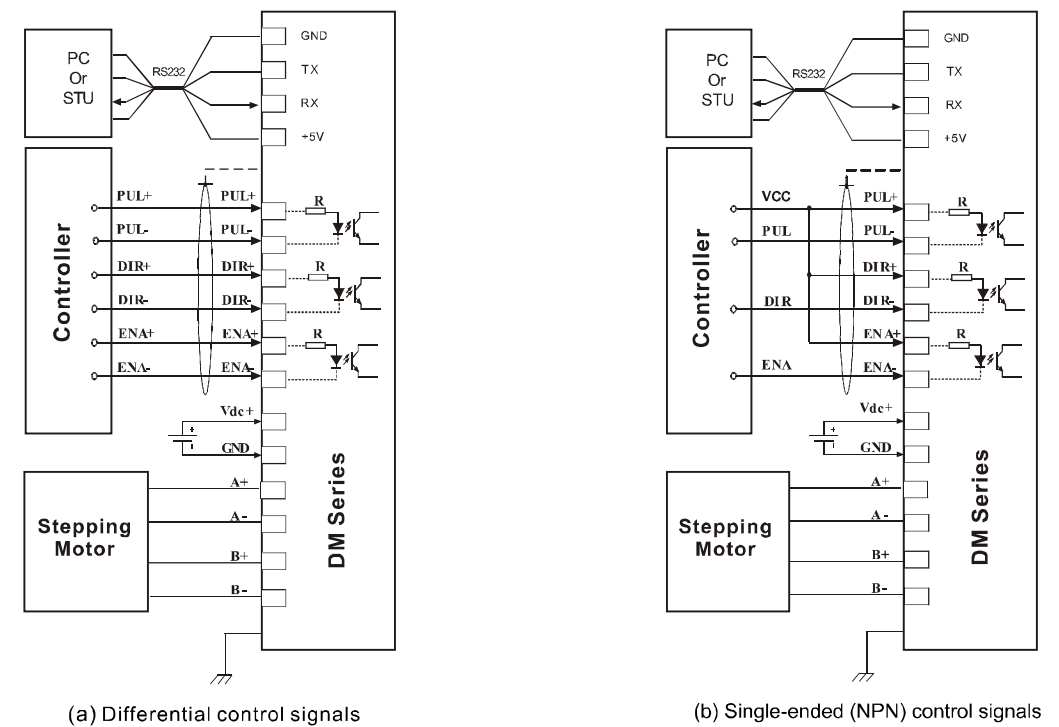 PC
Or
STU
RS232
GND
TX
RX
+5V
Controller
PUL+ PUL+ R
PUL- PUL-
DIR+ DIR+ R
DIR- DIR-
ENA+ ENA+ R
ENA- ENA-
Vdc+
+
-
GND
Stepping
Motor
A+
A-
B+
B-
DM Series
(a) Differential control signals
PC
Or
STU
RS232
GND
TX
RX
+5V
Controller
VCC PUL+ R
PUL PUL-
DIR+ R
DIR DIR-
ENA+ R
ENA ENA-
Vdc+
+
-
GND
Stepping
Motor
A+
A-
B+
B-
DM Series
(b) Single-ended (NPN) control signals